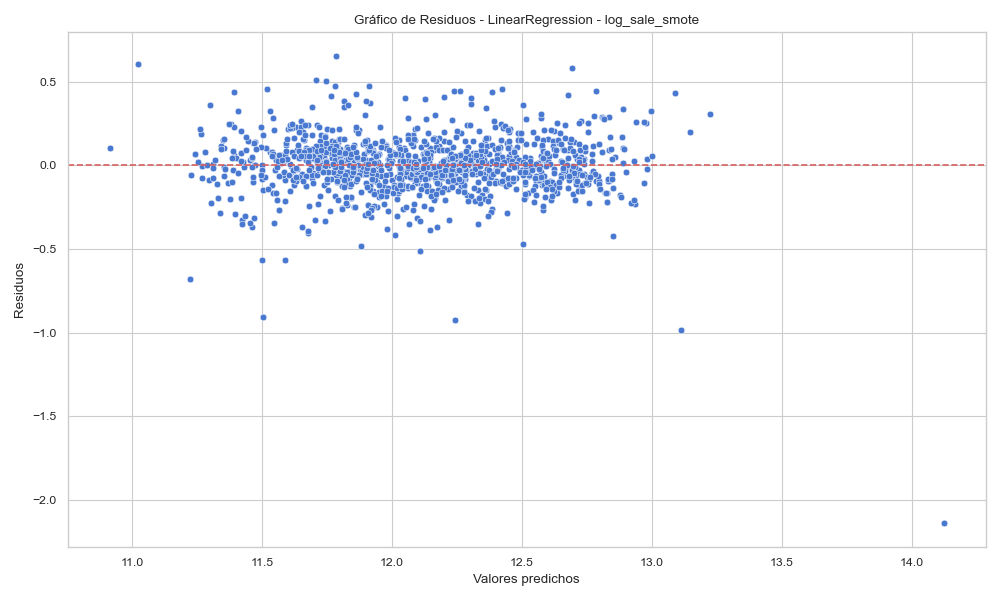 Gráfico de Residuos - LinearRegression - log_sale_smote
Residuos
0.5
0.0
−0.5
−1.0
−1.5
−2.0
11.0 11.5 12.0 12.5 13.0 13.5 14.0
Valores predichos